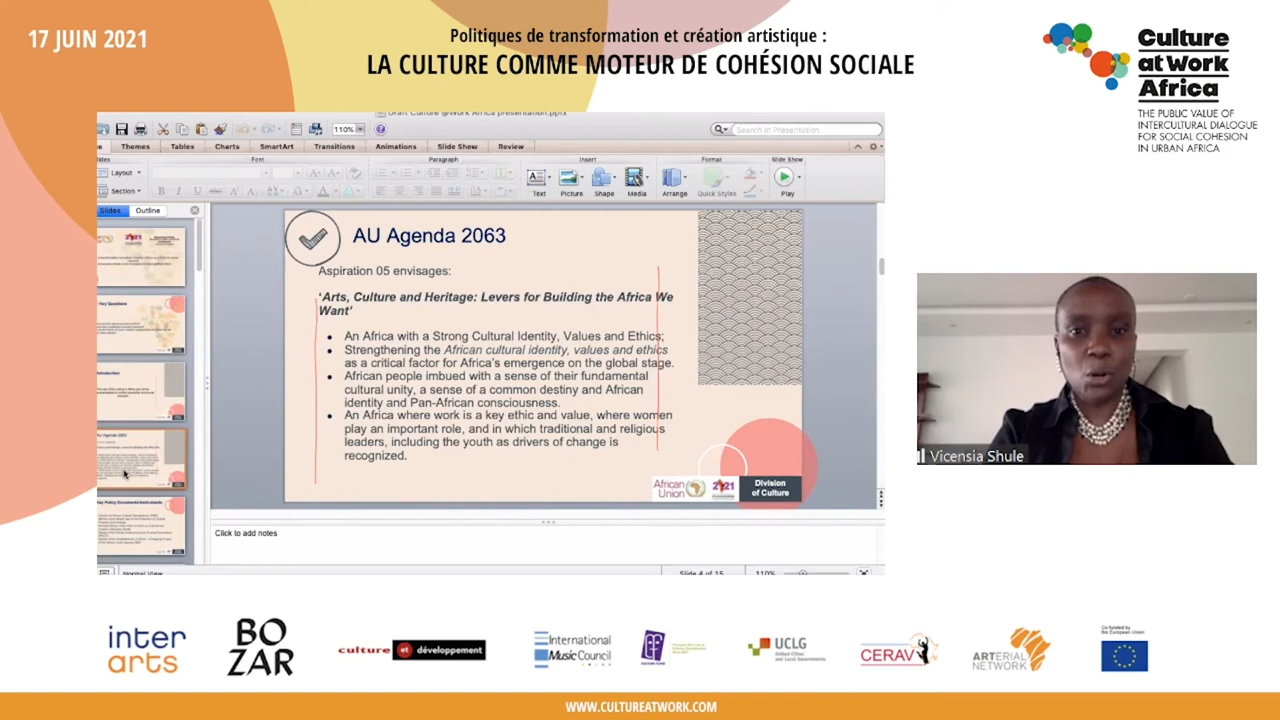 17 JUIN 2021
Politiques de transformation et création artistique :
LA CULTURE COMME MOTEUR DE COHÉSION SOCIALE
Culture
at Work
Africa
THE PUBLIC VALUE OF
INTERCULTURAL DIALOGUE
FOR SOCIAL COHESION
IN URBAN AFRICA
110%
Search in Presentation
Themes Tables Charts SmartArt Transitions Animations Slide Show Review
Font Paragraph Insert Format Slide Show
Layout
Section
Text Picture Shape Media Arrange Quick Styles Play
Slides Outline
AU Agenda 2063
Aspiration 05 envisages:
'Arts, Culture and Heritage: Levers for Building the Africa We
Want'
• An Africa with a Strong Cultural Identity, Values and Ethics;
• Strengthening the African cultural identity, values and ethics
as a critical factor for Africa's emergence on the global stage.
• African people imbued with a sense of their fundamental
cultural unity, a sense of a common destiny and African
identity and Pan-African consciousness.
• An Africa where work is a key ethic and value, where women
play an important role, and in which traditional and religious
leaders, including the youth as drivers of change is
recognized.
African
Union
2021
Division
of Culture
Click to add notes
Normal View Slide 4 of 15 110%
Vicensia Shule
inter
arts
BO
ZAR
culture et développement
International
Music Council
UCLG
United Cities
and Local Governments
CERAV
ARTERIAL
NETWORK
Co-funded by
the European Union
WWW.CULTUREATWORK.COM